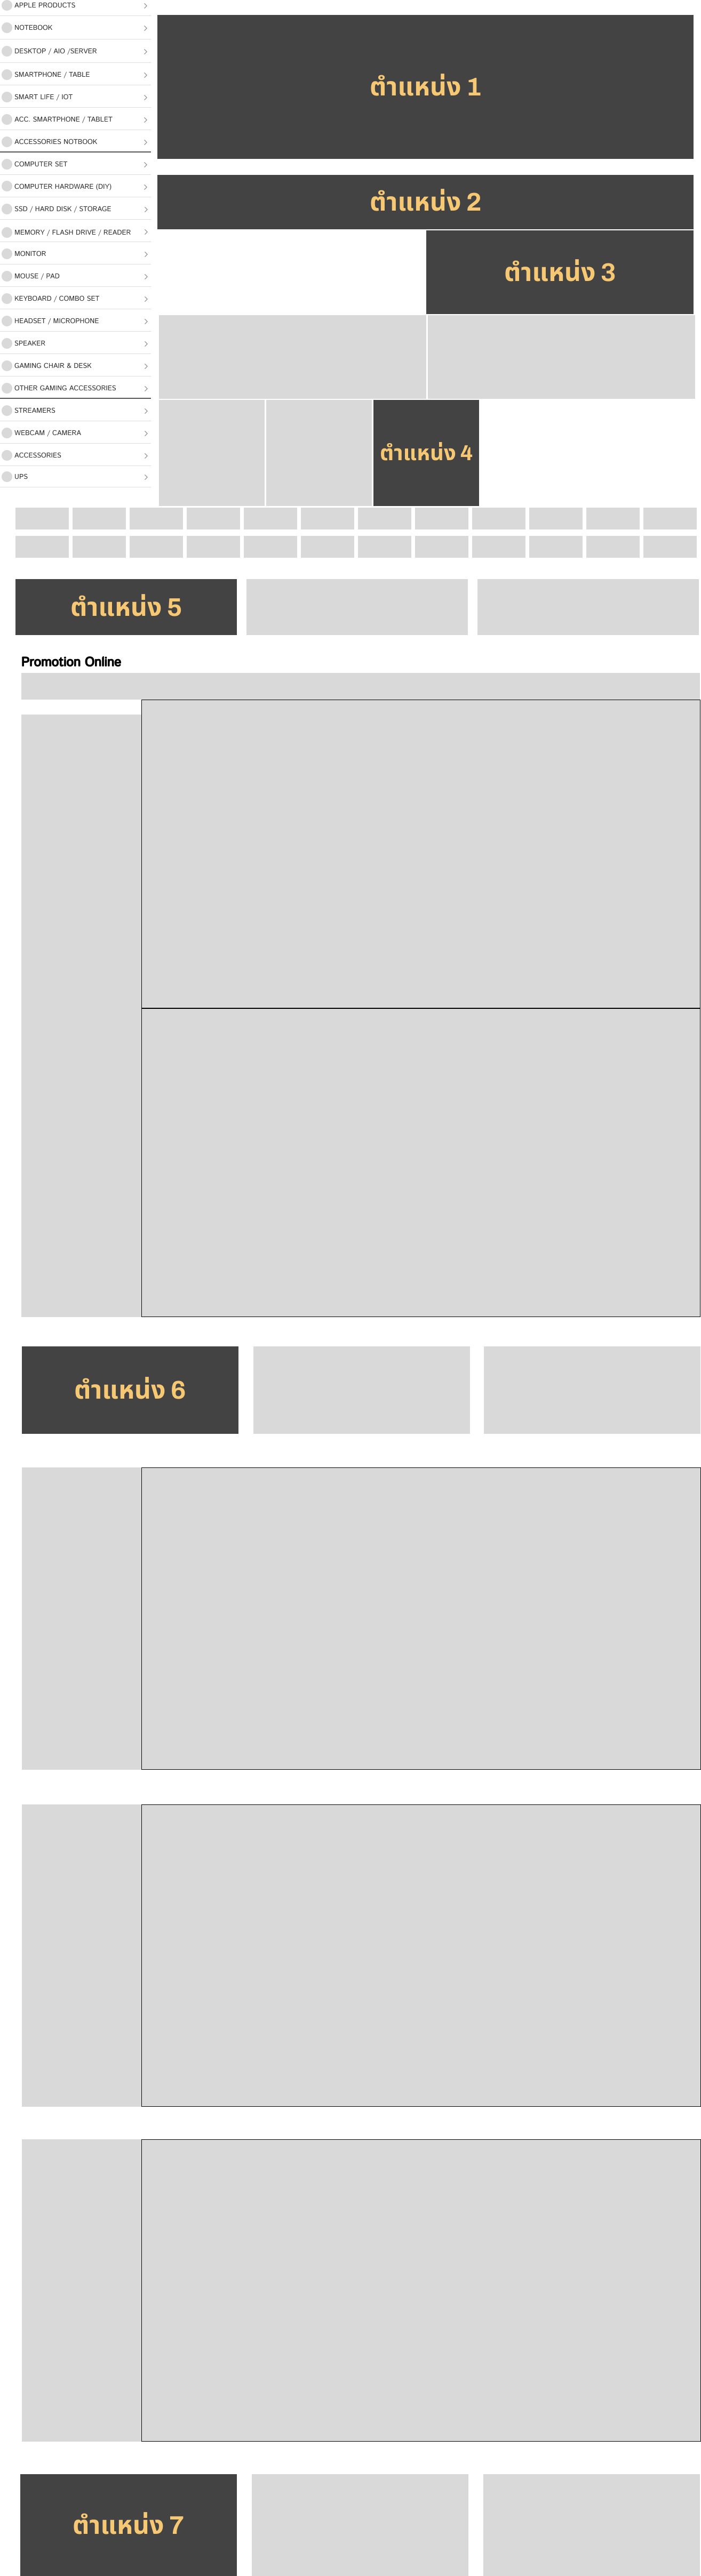 APPLE PRODUCTS
NOTEBOOK
DESKTOP / AIO /SERVER
SMARTPHONE / TABLE
SMART LIFE / IOT
ACC. SMARTPHONE / TABLET
ACCESSORIES NOTBOOK
COMPUTER SET
COMPUTER HARDWARE (DIY)
SSD / HARD DISK / STORAGE
MEMORY / FLASH DRIVE / READER
MONITOR
MOUSE / PAD
KEYBOARD / COMBO SET
HEADSET / MICROPHONE
SPEAKER
GAMING CHAIR & DESK
OTHER GAMING ACCESSORIES
STREAMERS
WEBCAM / CAMERA
ACCESSORIES
UPS
ตำแหน่ง 1
ตำแหน่ง 2
ตำแหน่ง 3
ตำแหน่ง 4
ตำแหน่ง 5
Promotion Online
ตำแหน่ง 6
ตำแหน่ง 7